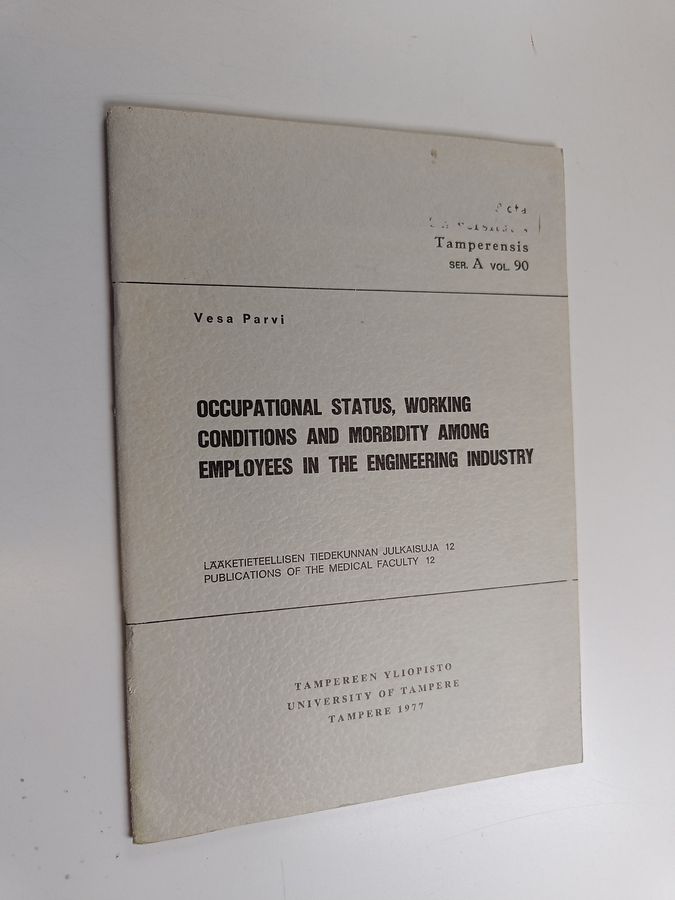 Acta
Tamperensis
SER. A VOL. 90
Vesa Parvi
OCCUPATIONAL STATUS, WORKING
CONDITIONS AND MORBIDITY AMONG
EMPLOYEES IN THE ENGINEERING INDUSTRY
LÄÄKETIETEELLISEN TIEDEKUNNAN JULKAISUJA 12
PUBLICATIONS OF THE MEDICAL FACULTY 12
TAMPEREEN YLIOPISTO
UNIVERSITY OF TAMPERE
TAMPERE 1977